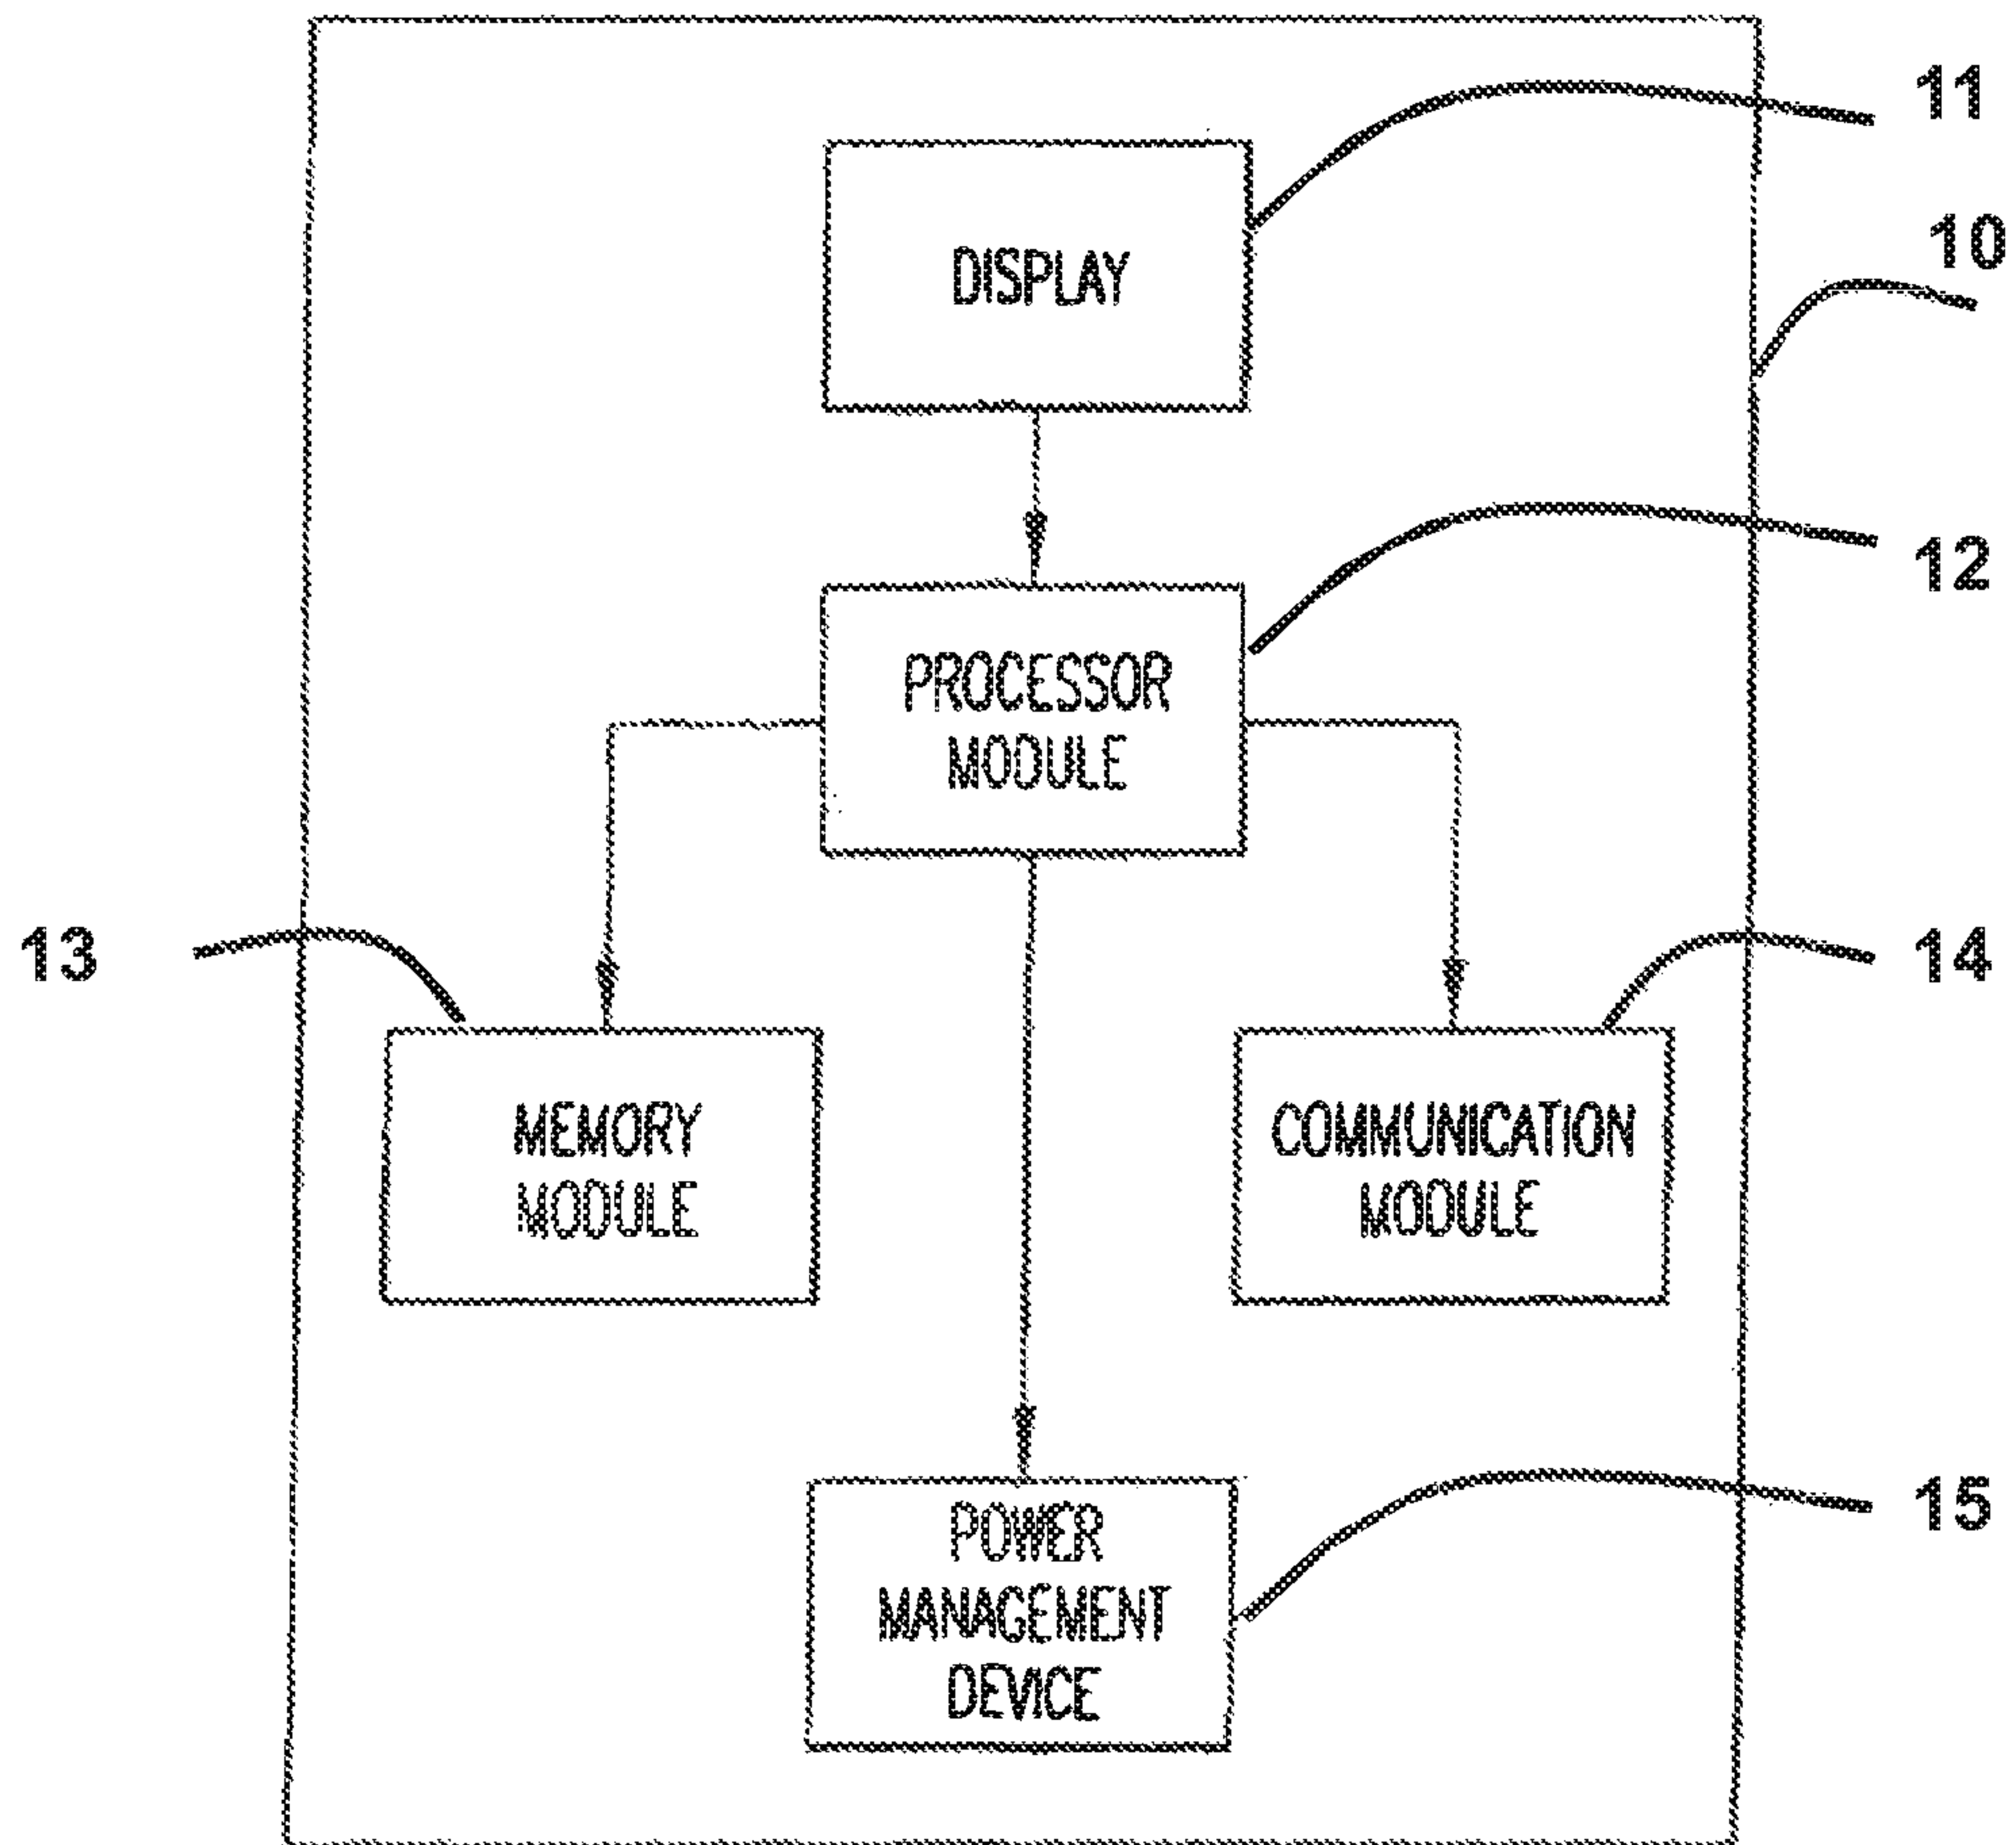 11
DISPLAY
10
12
PROCESSOR
MODULE
13
14
MEMORY
MODULE
COMMUNICATION
MODULE
15
POWER
MANAGEMENT
DEVICE